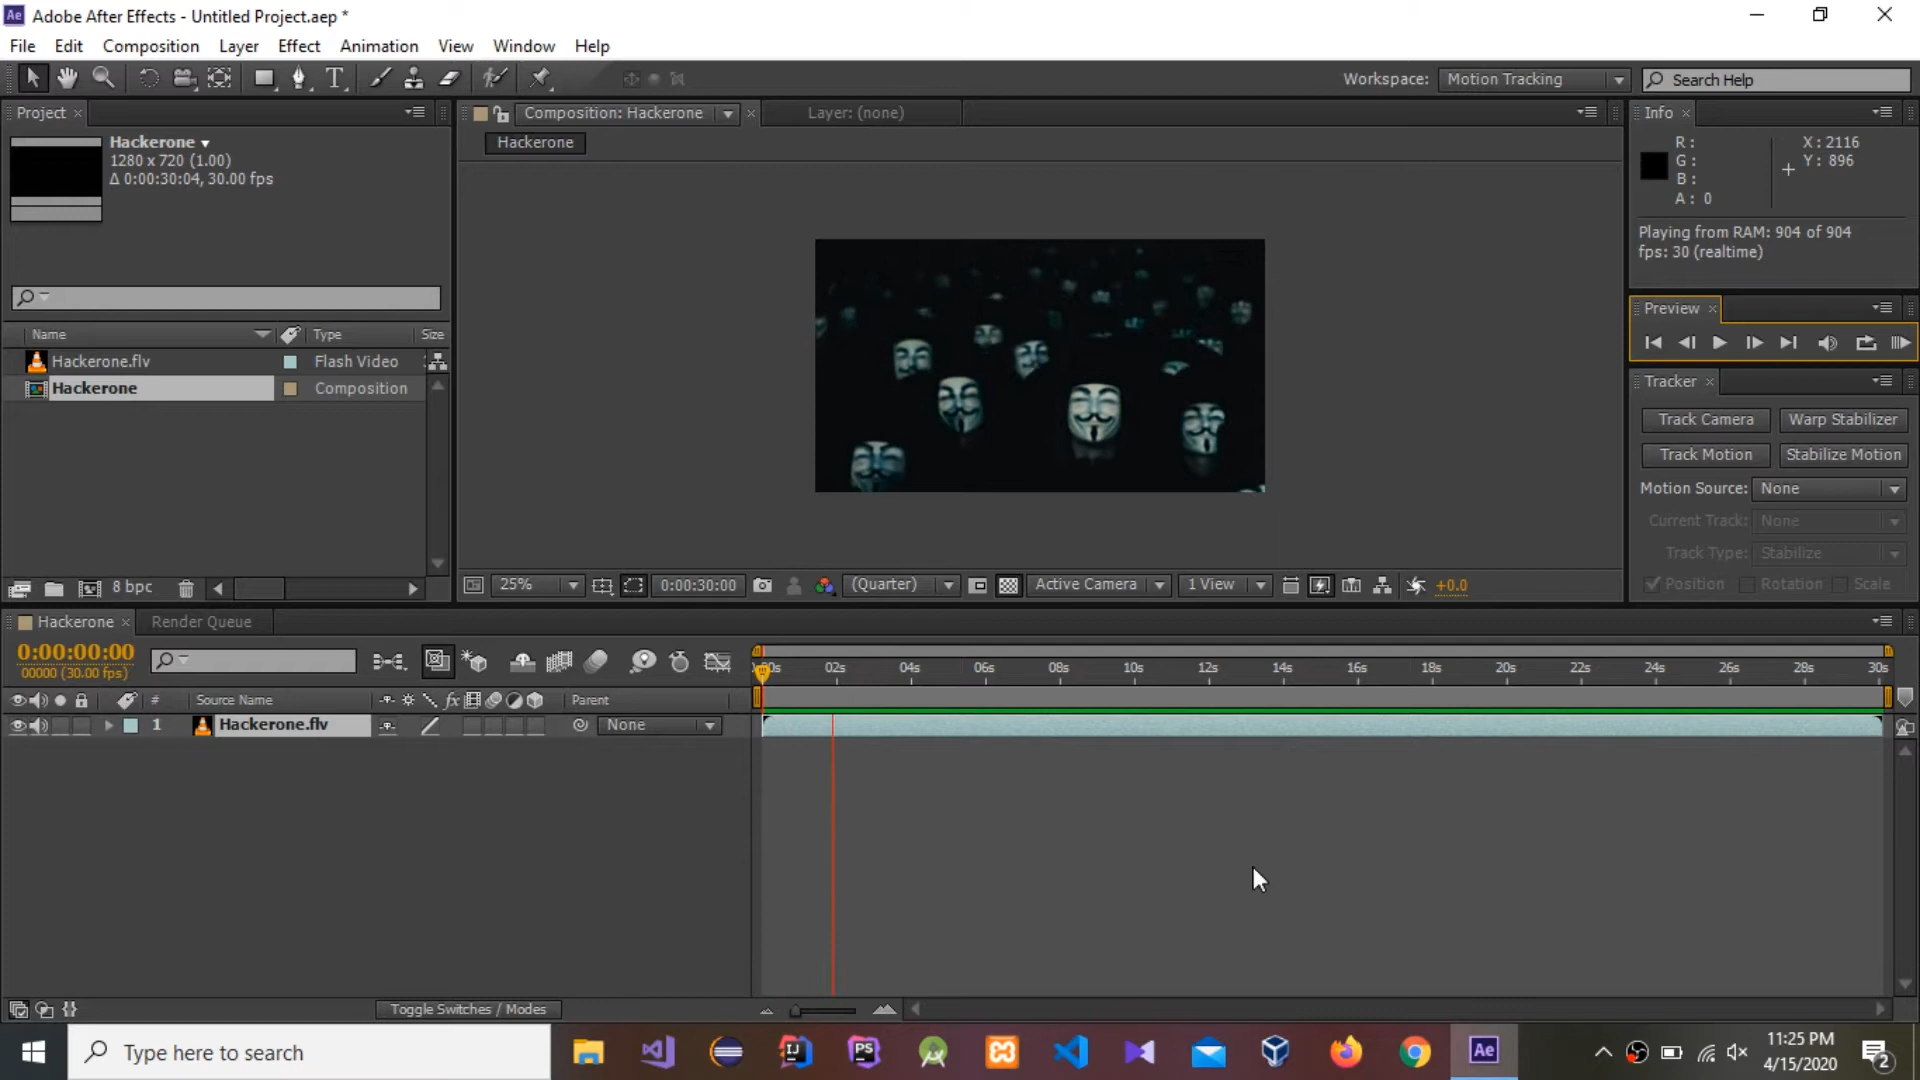 Ae Adobe After Effects - Untitled Project.aep *
File Edit Composition Layer Effect Animation View Window Help
T Workspace: Motion Tracking Search Help
Project × Composition: Hackerone × Layer: (none) Info ×
Hackerone
1280 x 720 (1.00)
Δ 0:00:30:04, 30.00 fps
Hackerone
R :
G :
B :
A : 0
X : 2116
Y : 896
Playing from RAM: 904 of 904
fps: 30 (realtime)
Preview ×
Name Type Size
Hackerone.flv Flash Video
Hackerone Composition
Tracker ×
Track Camera Warp Stabilizer
Track Motion Stabilize Motion
Motion Source: None
Current Track: None
Track Type: Stabilize
Position Rotation Scale
8 bpc
25% 0:00:30:00 (Quarter) Active Camera 1 View +0.0
Hackerone × Render Queue
0:00:00:00
00000 (30.00 fps)
02s 04s 06s 08s 10s 12s 14s 16s 18s 20s 22s 24s 26s 28s 30s
# Source Name fx Parent
1 Hackerone.flv None
Toggle Switches / Modes
Type here to search
IJ PS Ae
11:25 PM
4/15/2020
2